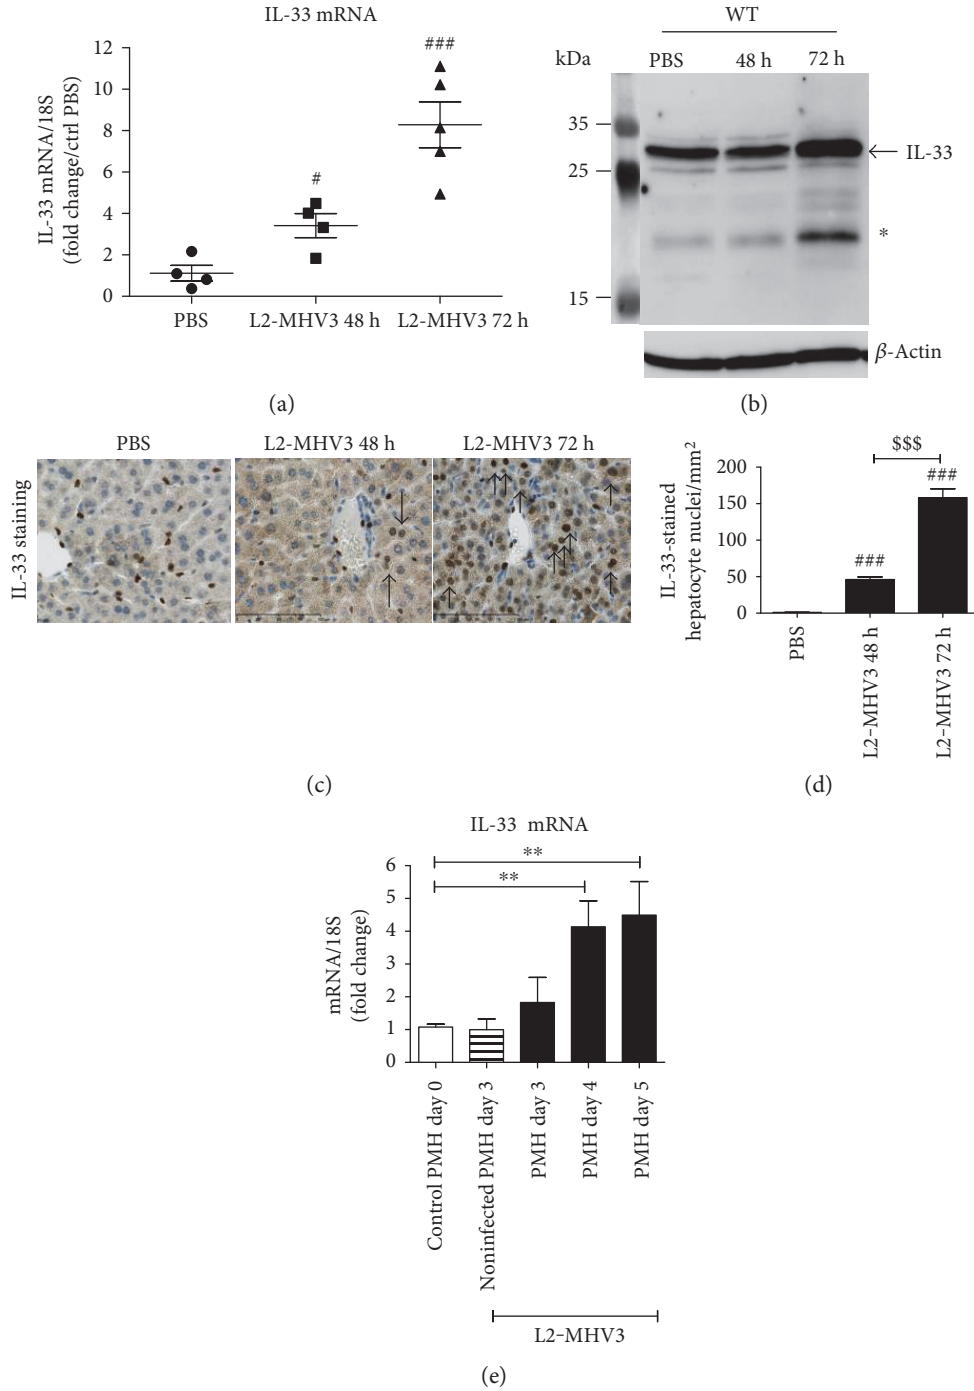 IL-33 mRNA
IL-33 mRNA/18S
(fold change/ctrl PBS)
12
10
8
6
4
2
0
#
###
PBS
L2-MHV3 48 h
L2-MHV3 72 h
(a)
WT
kDa
PBS
48 h
72 h
35
25
15
IL-33
*
β-Actin
(b)
IL-33 staining
PBS
L2-MHV3 48 h
L2-MHV3 72 h
(c)
IL-33-stained
hepatocyte nuclei/mm²
200
150
100
50
0
$$$
###
###
PBS
L2-MHV3 48 h
L2-MHV3 72 h
(d)
IL-33 mRNA
mRNA/18S
(fold change)
6
5
4
3
2
1
0
**
**
Control PMH day 0
Noninfected PMH day 3
PMH day 3
PMH day 4
PMH day 5
L2-MHV3
(e)